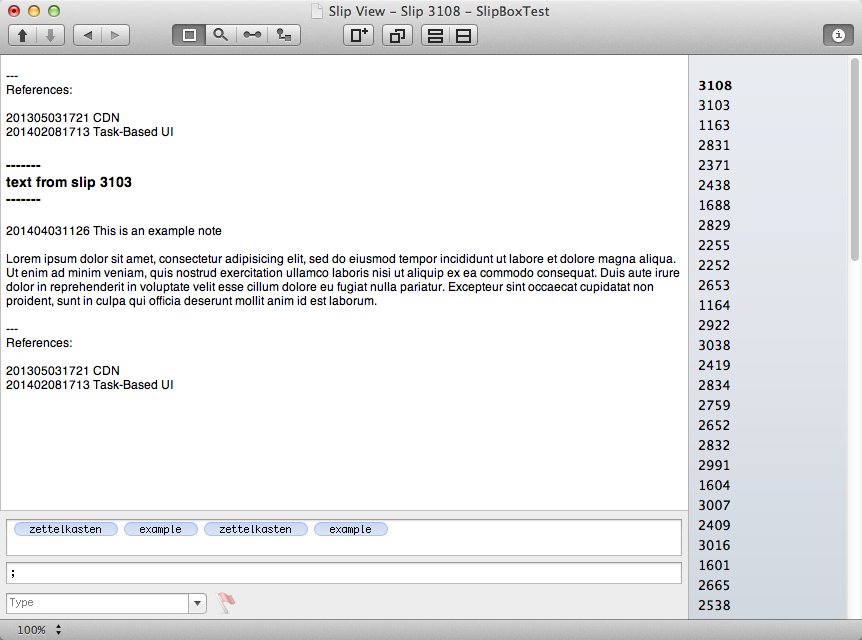 Slip View – Slip 3108 – SlipBoxTest
---
References:
201305031721 CDN
201402081713 Task-Based UI
-------
text from slip 3103
-------
201404031126 This is an example note
Lorem ipsum dolor sit amet, consectetur adipisicing elit, sed do eiusmod tempor incididunt ut labore et dolore magna aliqua.
Ut enim ad minim veniam, quis nostrud exercitation ullamco laboris nisi ut aliquip ex ea commodo consequat. Duis aute irure
dolor in reprehenderit in voluptate velit esse cillum dolore eu fugiat nulla pariatur. Excepteur sint occaecat cupidatat non
proident, sunt in culpa qui officia deserunt mollit anim id est laborum.
---
References:
201305031721 CDN
201402081713 Task-Based UI
zettelkasten example zettelkasten example
;
Type
100%
3108
3103
1163
2831
2371
2438
1688
2829
2255
2252
2653
1164
2922
3038
2419
2834
2759
2652
2832
2991
1604
3007
2409
3016
1601
2665
2538